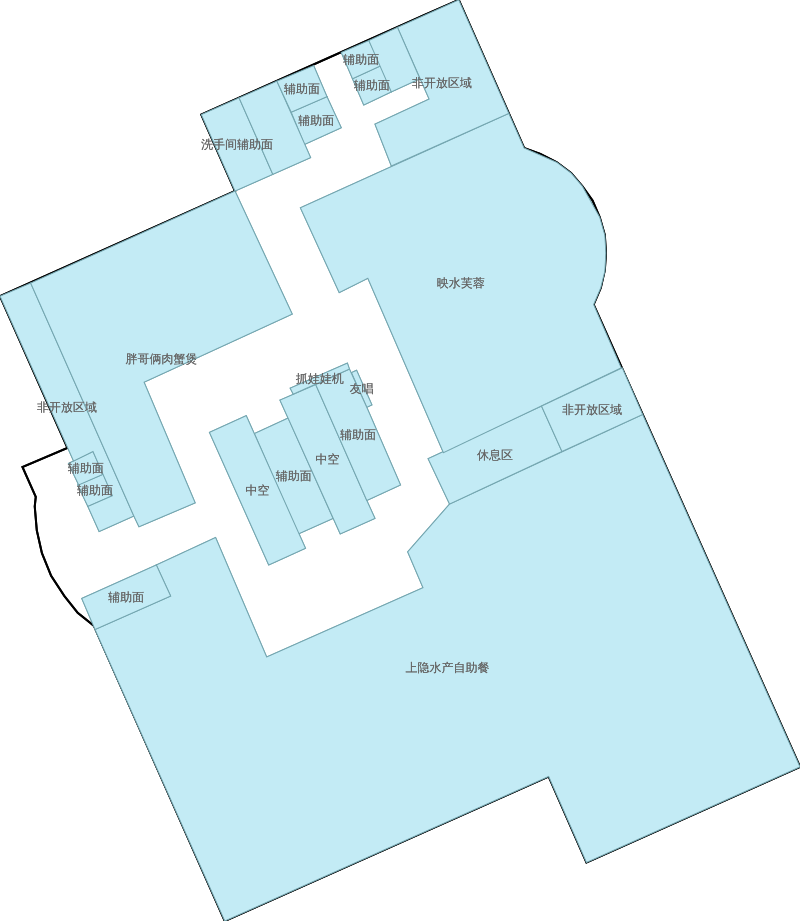 辅助面
非开放区域
辅助面
辅助面
辅助面
洗手间辅助面
映水芙蓉
胖哥俩肉蟹煲
抓娃娃机
友唱
非开放区域
非开放区域
辅助面
休息区
中空
辅助面
辅助面
中空
辅助面
辅助面
上隐水产自助餐